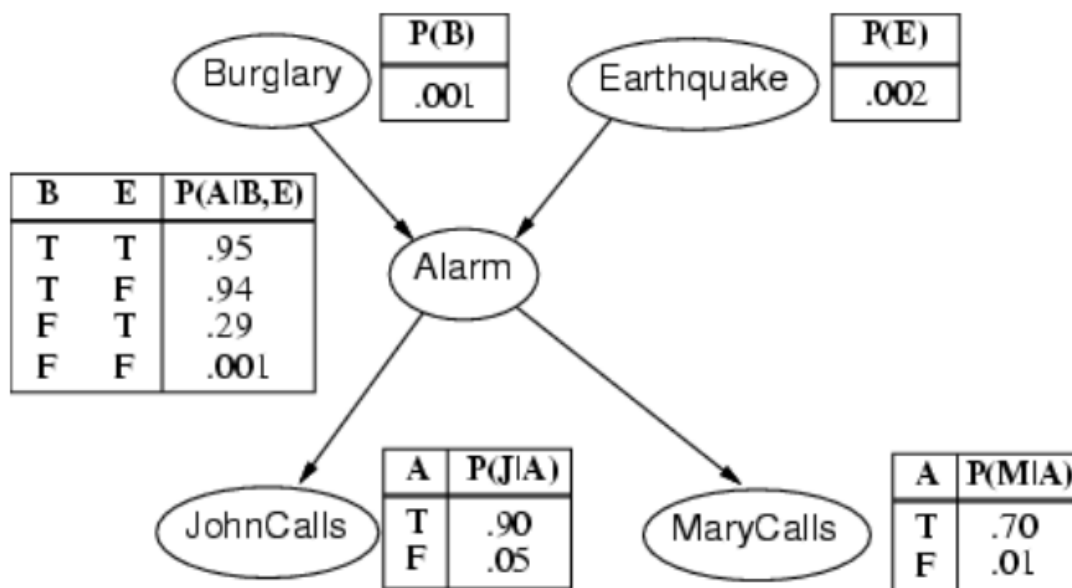 Burglary
P(B)
.001
Earthquake
P(E)
.002
B E P(A|B,E)
T T .95
T F .94
F T .29
F F .001
Alarm
JohnCalls
A P(J|A)
T .90
F .05
MaryCalls
A P(M|A)
T .70
F .01